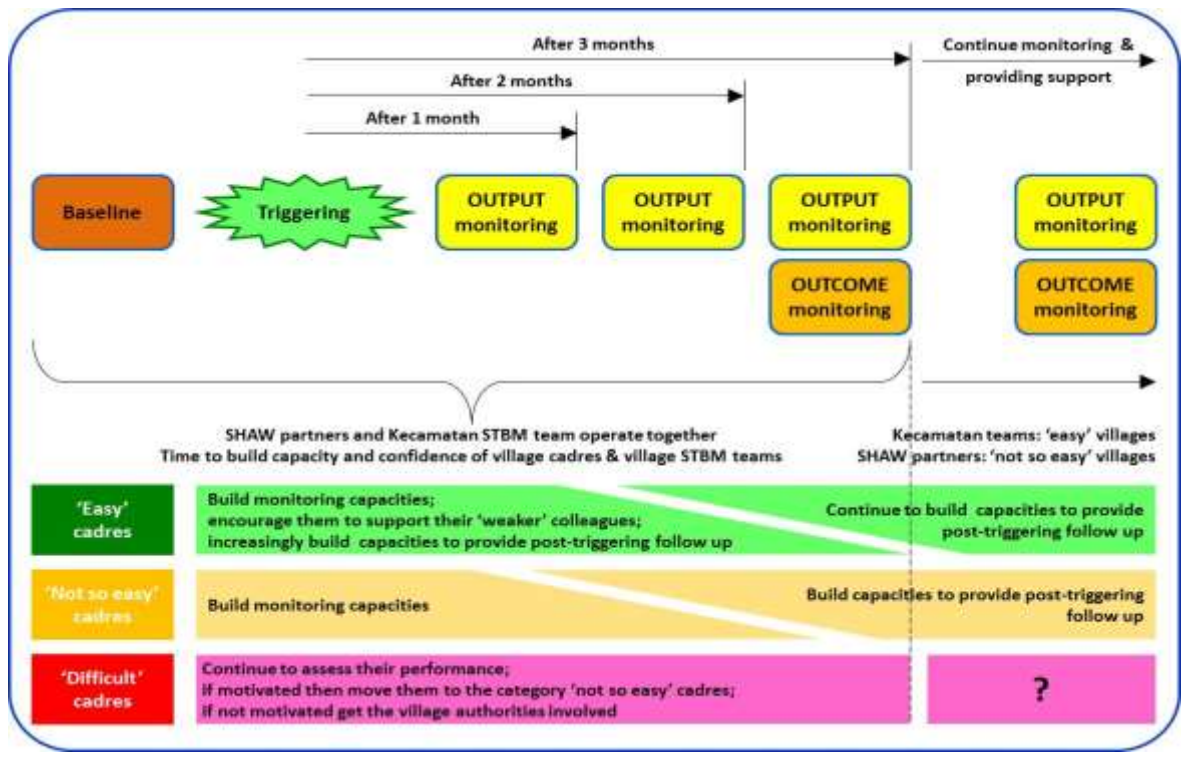 After 3 months
Continue monitoring &
providing support
After 2 months
After 1 month
Baseline
Triggering
OUTPUT
monitoring
OUTPUT
monitoring
OUTPUT
monitoring
OUTPUT
monitoring
OUTCOME
monitoring
OUTCOME
monitoring
SHAW partners and Kecamatan STBM team operate together
Time to build capacity and confidence of village cadres & village STBM teams
Kecamatan teams: ‘easy’ villages
SHAW partners: ‘not so easy’ villages
‘Easy’
cadres
Build monitoring capacities;
encourage them to support their ‘weaker’ colleagues;
increasingly build capacities to provide post-triggering follow up
Continue to build capacities to provide
post-triggering follow up
‘Not so easy’
cadres
Build monitoring capacities
Build capacities to provide post-triggering
follow up
‘Difficult’
cadres
Continue to assess their performance;
if motivated then move them to the category ‘not so easy’ cadres;
if not motivated get the village authorities involved
?